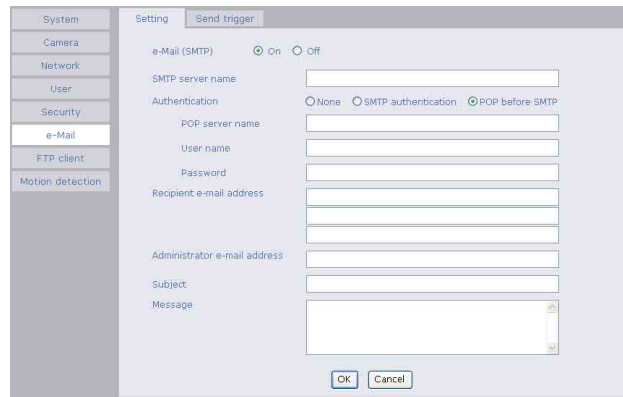 System
Camera
Network
User
Security
e-Mail
FTP client
Motion detection
Setting Send trigger
e-Mail (SMTP) On Off
SMTP server name
Authentication None SMTP authentication POP before SMTP
POP server name
User name
Password
Recipient e-mail address
Administrator e-mail address
Subject
Message
OK Cancel